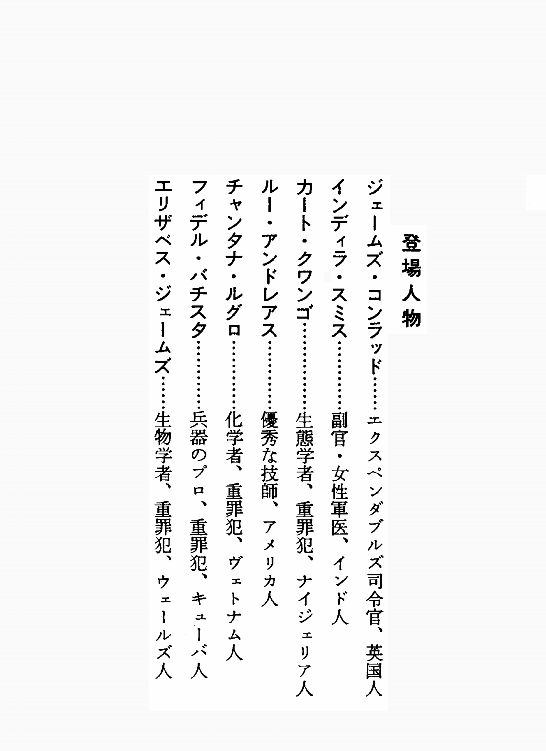 登場人物
ジェームズ・コンラッド……エクスペンダブルズ司令官、英国人
インディラ・スミス…………副官・女性軍医、インド人
カート・クワンゴ……………生態学者、重罪犯、ナイジェリア人
ルー・アンドレアス…………優秀な技師、アメリカ人
チャンタナ・ルグロ…………化学者、重罪犯、ヴェトナム人
フィデル・バチスタ…………兵器のプロ、重罪犯、キューバ人
エリザベス・ジェームズ……生物学者、重罪犯、ウェールズ人